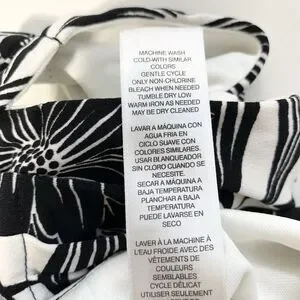 MACHINE WASH
COLD-WITH SIMILAR
COLORS
GENTLE CYCLE
ONLY NON-CHLORINE
BLEACH WHEN NEEDED
TUMBLE DRY LOW
WARM IRON AS NEEDED
MAY BE DRY CLEANED
LAVAR A MÁQUINA CON
AGUA FRIA EN
CICLO SUAVE CON
COLORES SIMILARES.
USAR BLANQUEADOR
SIN CLORO CUANDO SE
NECESITE.
SECAR A MÁQUINA A
BAJA TEMPERATURA
PLANCHAR A BAJA
TEMPERATURA
PUEDE LAVARSE EN
SECO
LAVER À LA MACHINE À
L'EAU FROIDE AVEC DES
VÊTEMENTS DE
COULEURS
SEMBLABLES
CYCLE DÉLICAT
UTILISER SEULEMENT